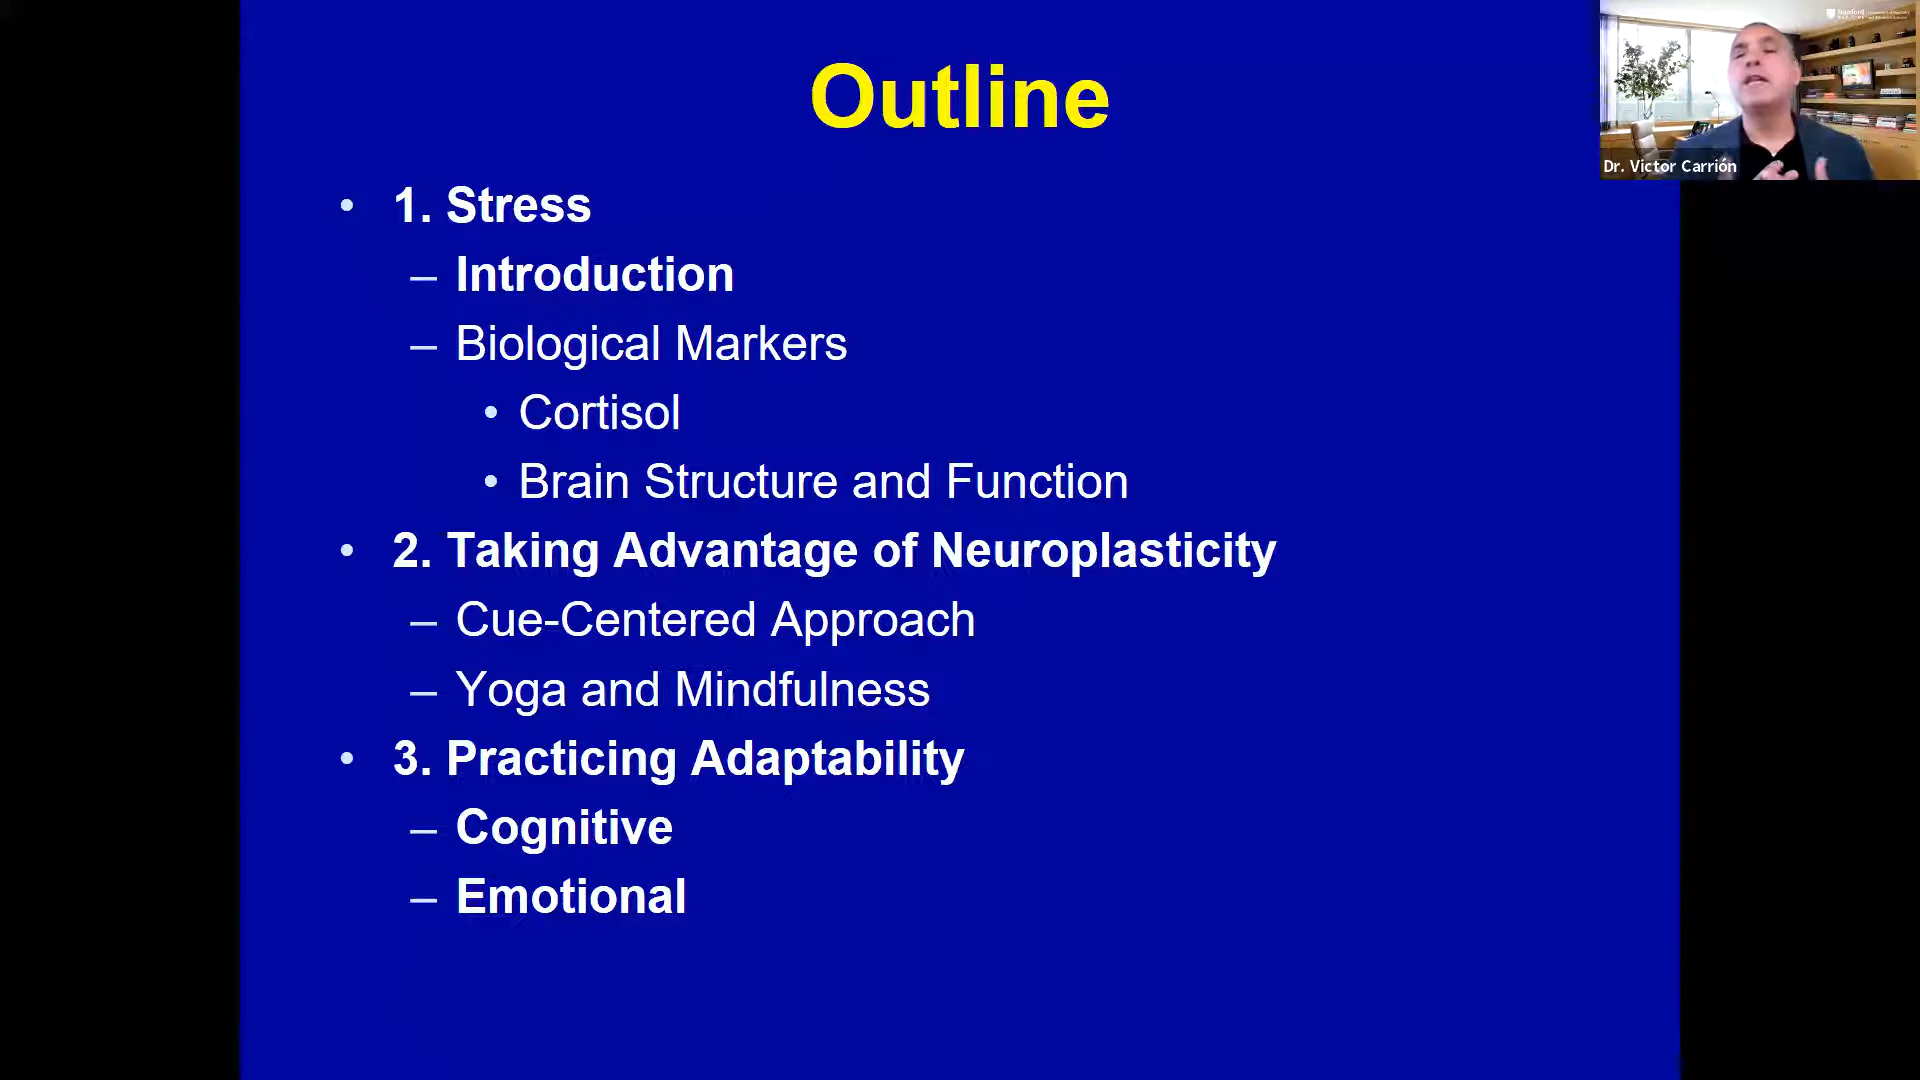 Outline
• 1. Stress
– Introduction
– Biological Markers
• Cortisol
• Brain Structure and Function
• 2. Taking Advantage of Neuroplasticity
– Cue-Centered Approach
– Yoga and Mindfulness
• 3. Practicing Adaptability
– Cognitive
– Emotional
Stanford
Dr. Victor Carrión